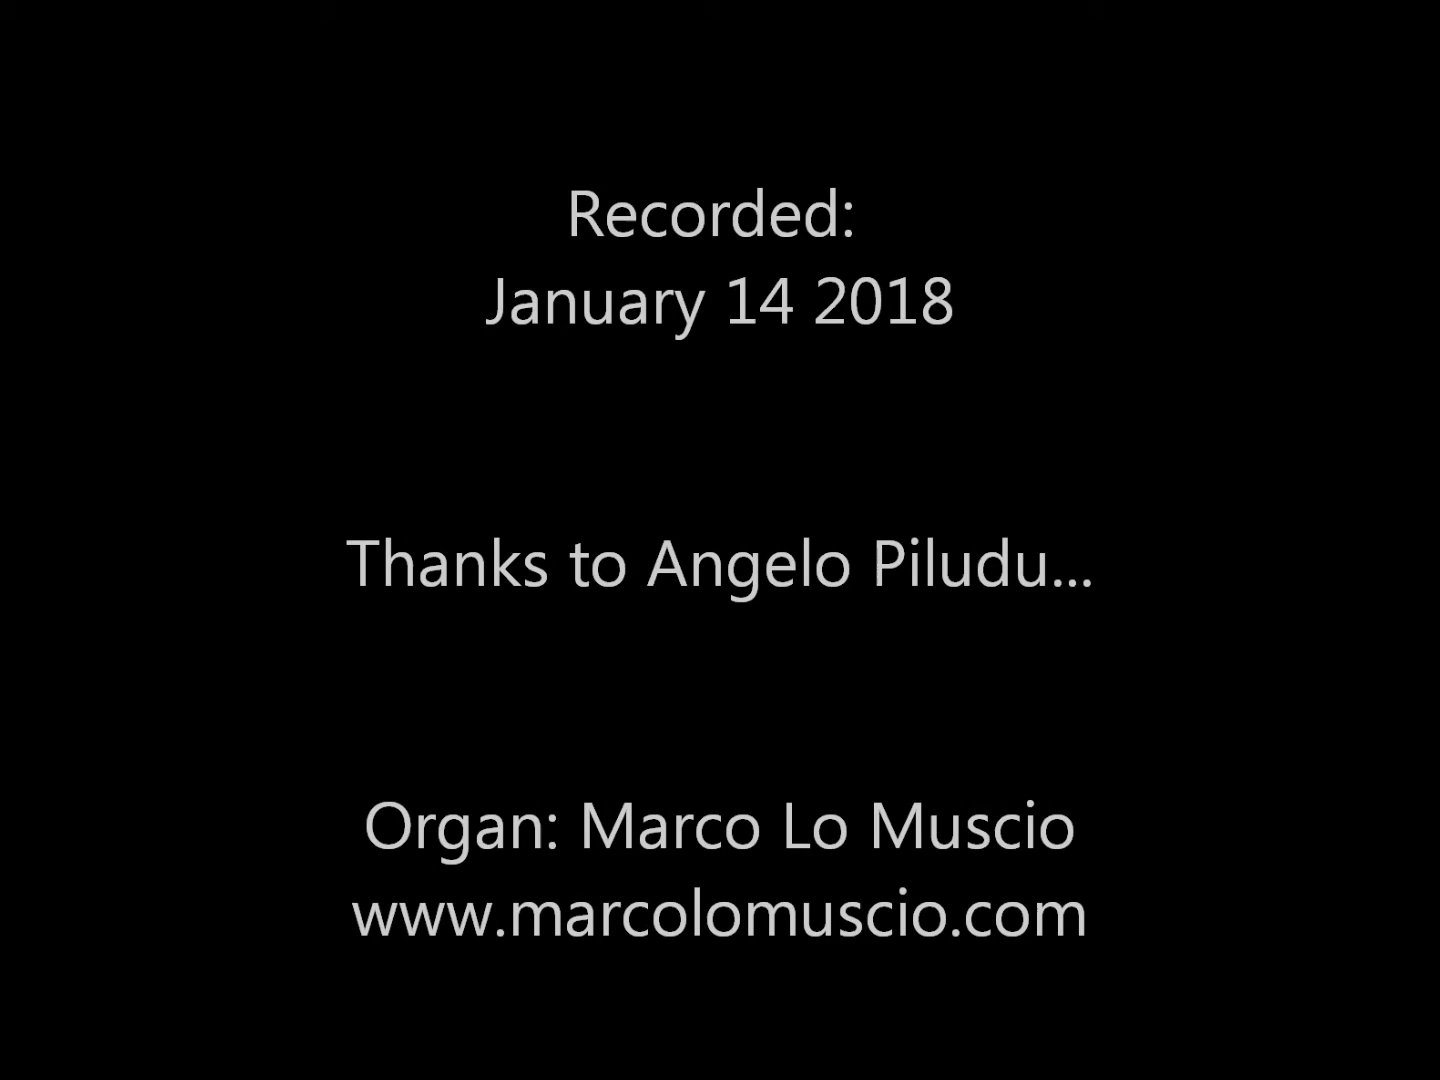 Recorded:
January 14 2018
Thanks to Angelo Piludu...
Organ: Marco Lo Muscio
www.marcolomuscio.com